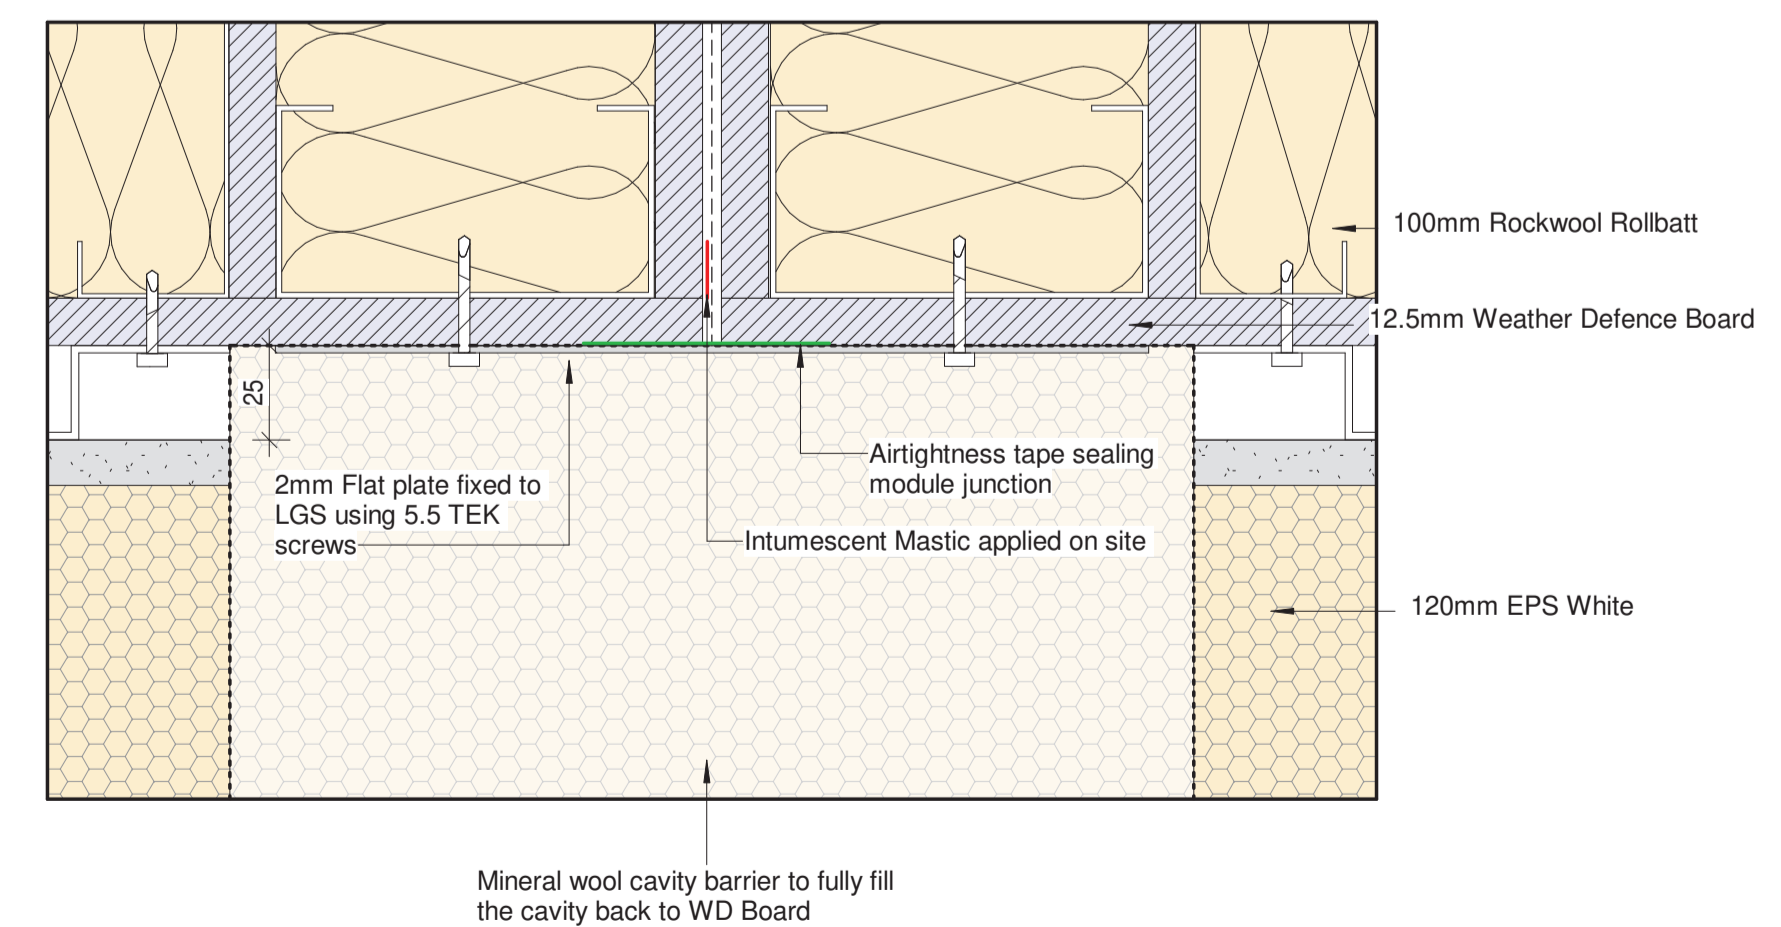 100mm Rockwool Rollbatt
12.5mm Weather Defence Board
25
Airtightness tape sealing
module junction
2mm Flat plate fixed to
LGS using 5.5 TEK
screws
Intumescent Mastic applied on site
120mm EPS White
Mineral wool cavity barrier to fully fill
the cavity back to WD Board